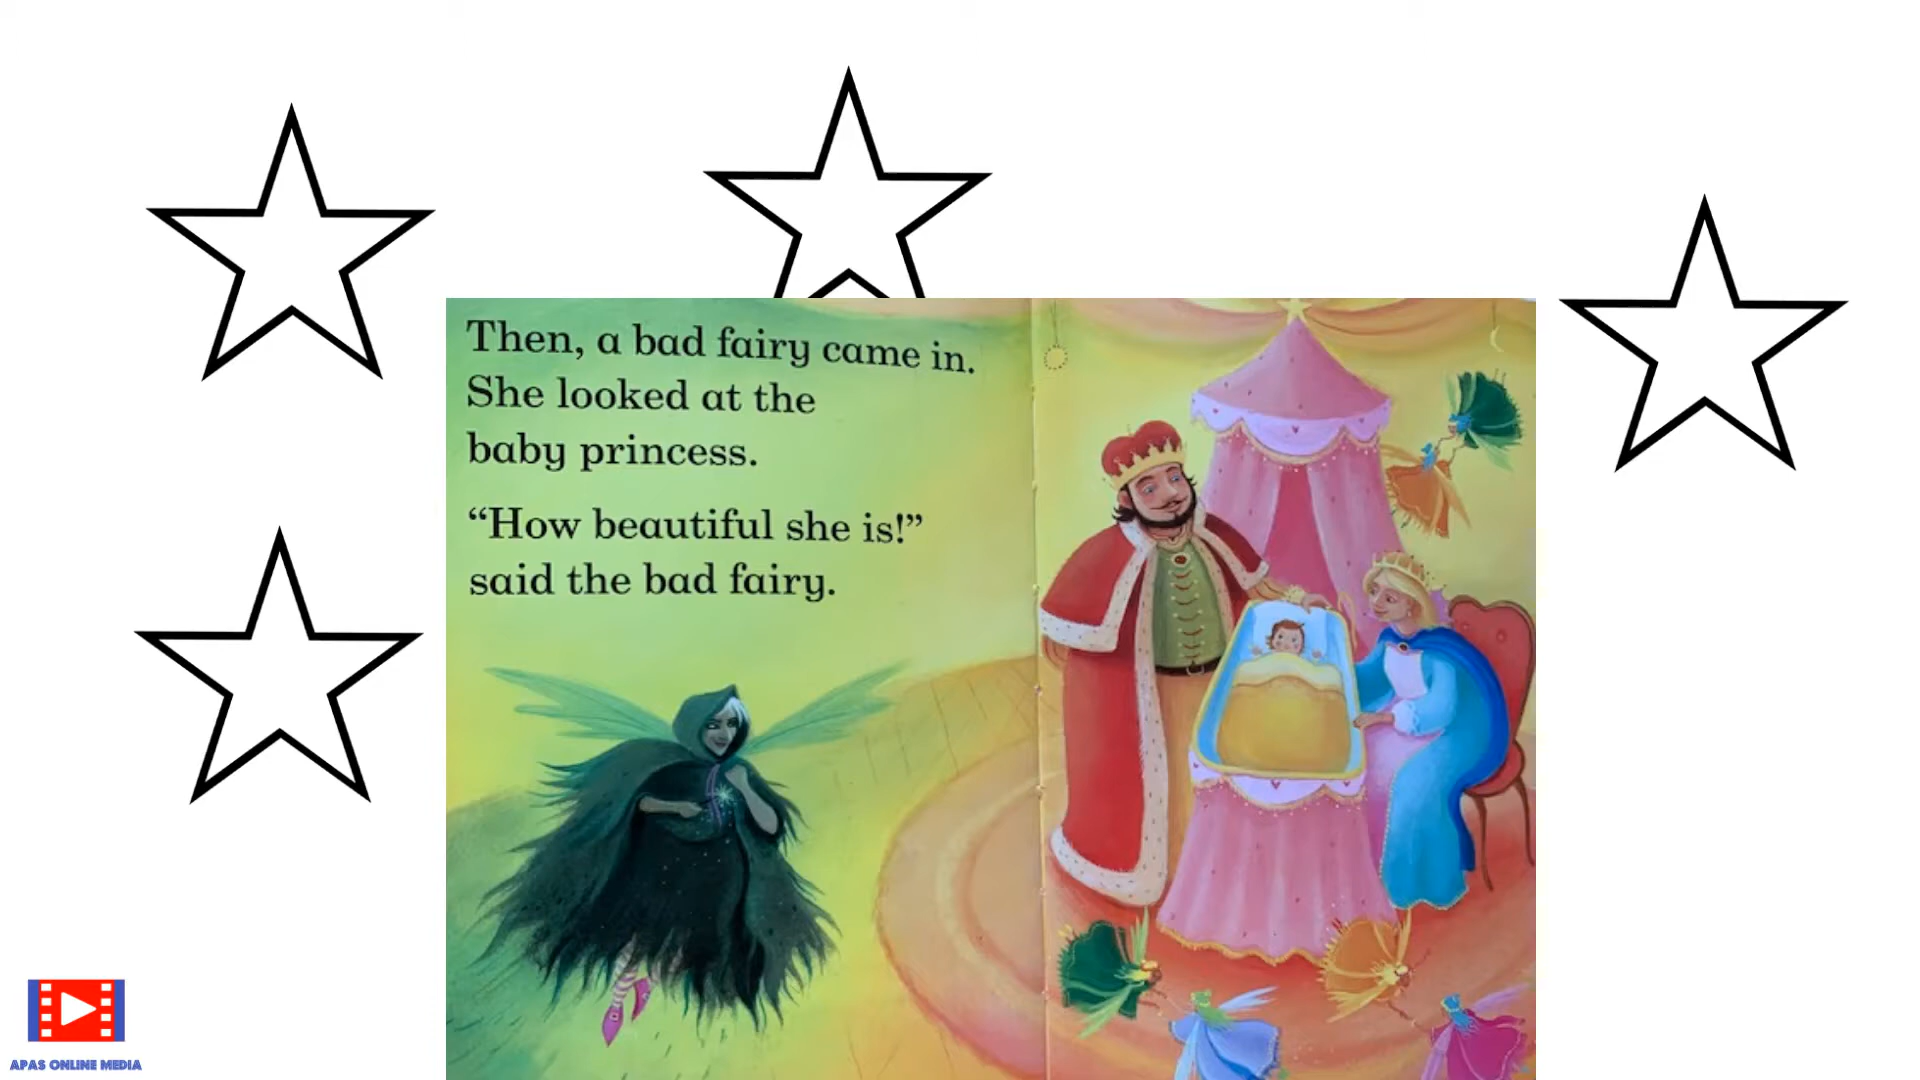 Then, a bad fairy came in.
She looked at the
baby princess.
“How beautiful she is!”
said the bad fairy.
APAS ONLINE MEDIA